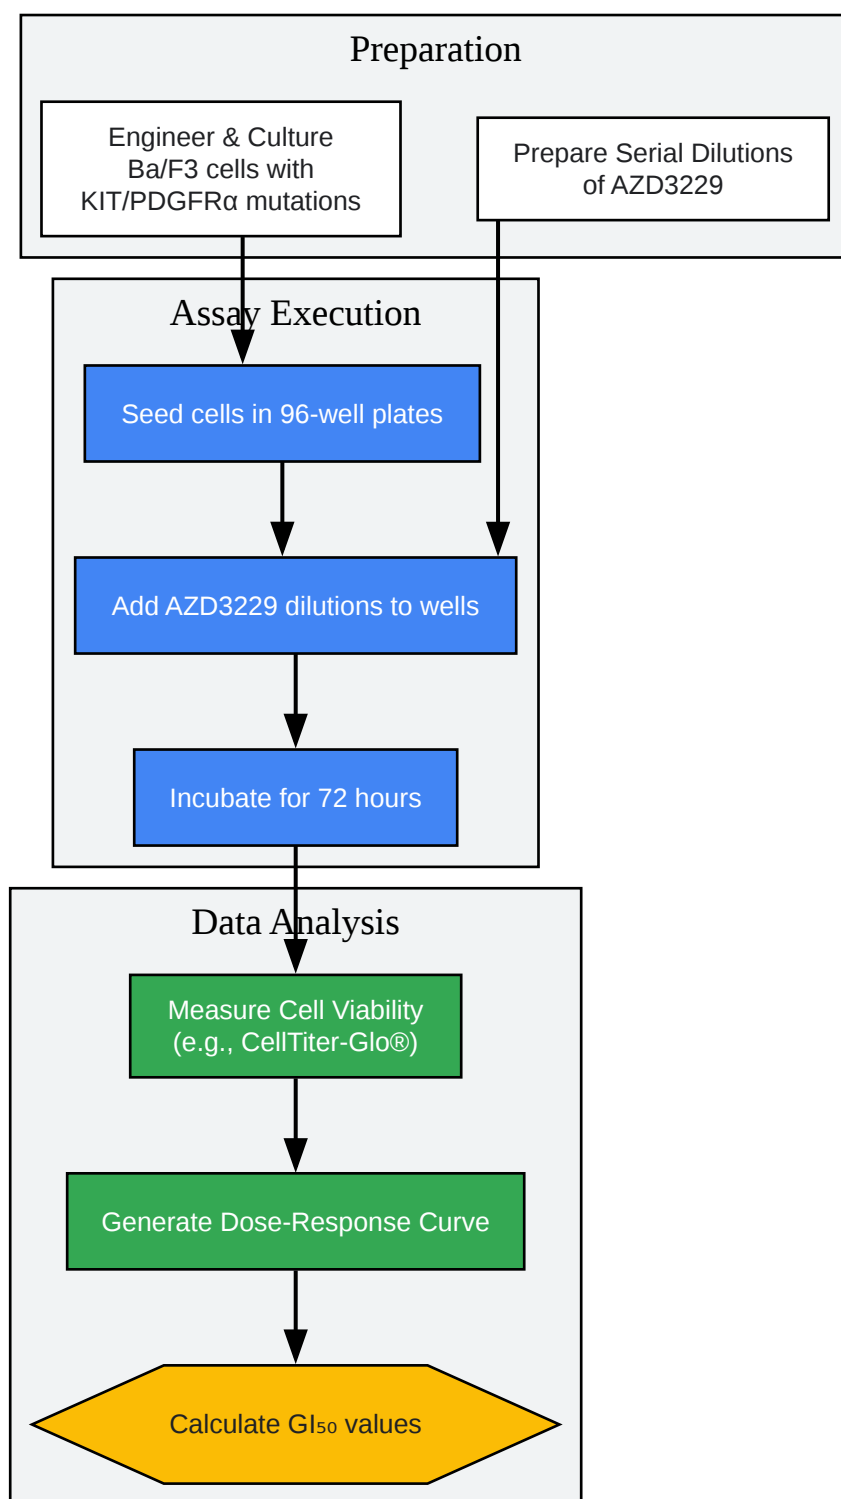 Preparation
Engineer & Culture
Ba/F3 cells with
KIT/PDGFRα mutations
Prepare Serial Dilutions
of AZD3229
Assay Execution
Seed cells in 96-well plates
Add AZD3229 dilutions to wells
Incubate for 72 hours
Data Analysis
Measure Cell Viability
(e.g., CellTiter-Glo®)
Generate Dose-Response Curve
Calculate GI₅₀ values